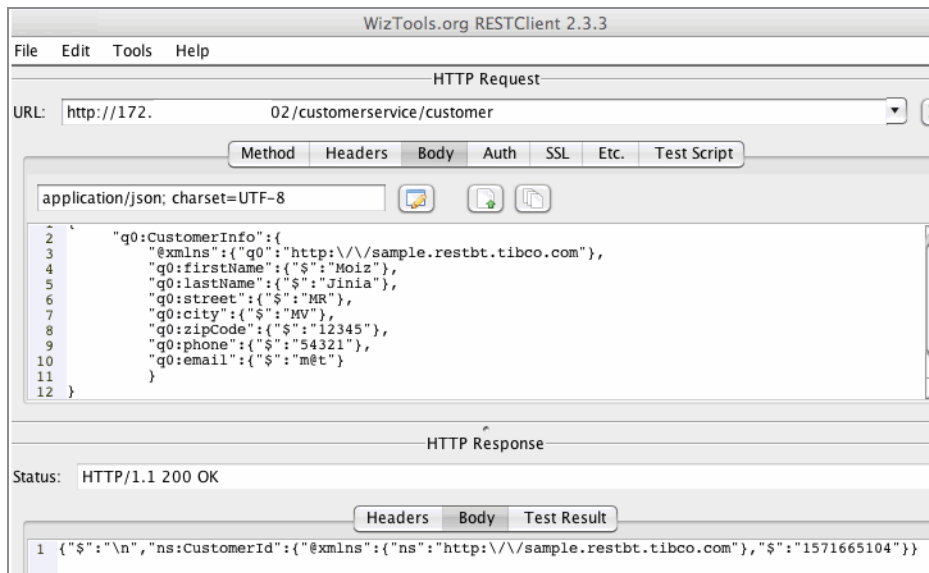 WizTools.org RESTClient 2.3.3
File Edit Tools Help
HTTP Request
URL: http://172. 02/customerservice/customer
Method Headers Body Auth SSL Etc. Test Script
application/json; charset=UTF-8
1 {
2 "q0:CustomerInfo":{
3 "@xmlns":{"q0":"http:\/\/sample.restbt.tibco.com"},
4 "q0:firstName":{"$":"Moiz"},
5 "q0:lastName":{"$":"Jinia"},
6 "q0:street":{"$":"MR"},
7 "q0:city":{"$":"MV"},
8 "q0:zipCode":{"$":"12345"},
9 "q0:phone":{"$":"54321"},
10 "q0:email":{"$":"m@t"}
11 }
12 }
HTTP Response
Status: HTTP/1.1 200 OK
Headers Body Test Result
1 {"$":"\n","ns:CustomerId":{"@xmlns":{"ns":"http:\/\/sample.restbt.tibco.com"},"$":"1571665104"}}